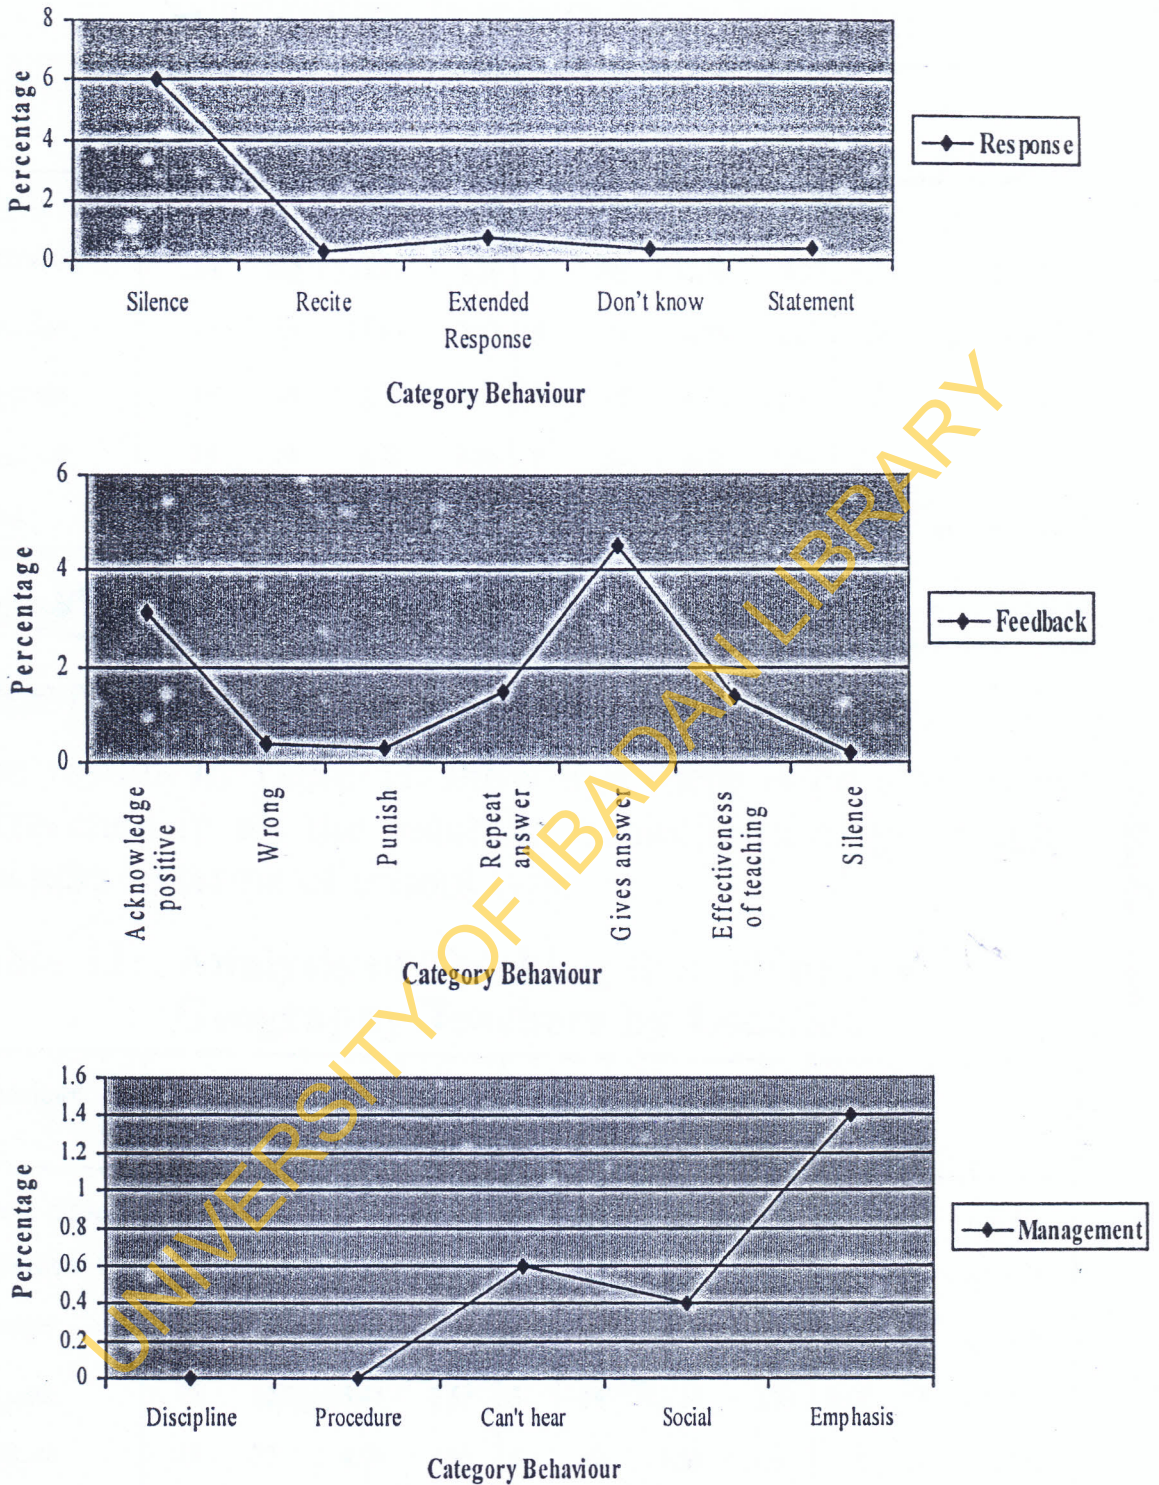 8
6
4
2
0
Percentage
Silence
Recite
Extended
Response
Don't know
Statement
Category Behaviour
Response
6
4
2
0
Percentage
Acknowledge
positive
Wrong
Punish
Repeat
answer
Gives answer
Effectiveness
of teaching
Silence
Category Behaviour
Feedback
1.6
1.4
1.2
1
0.8
0.6
0.4
0.2
0
Percentage
Discipline
Procedure
Can't hear
Social
Emphasis
Category Behaviour
Management
UNIVERSITY OF IBADAN LIBRARY